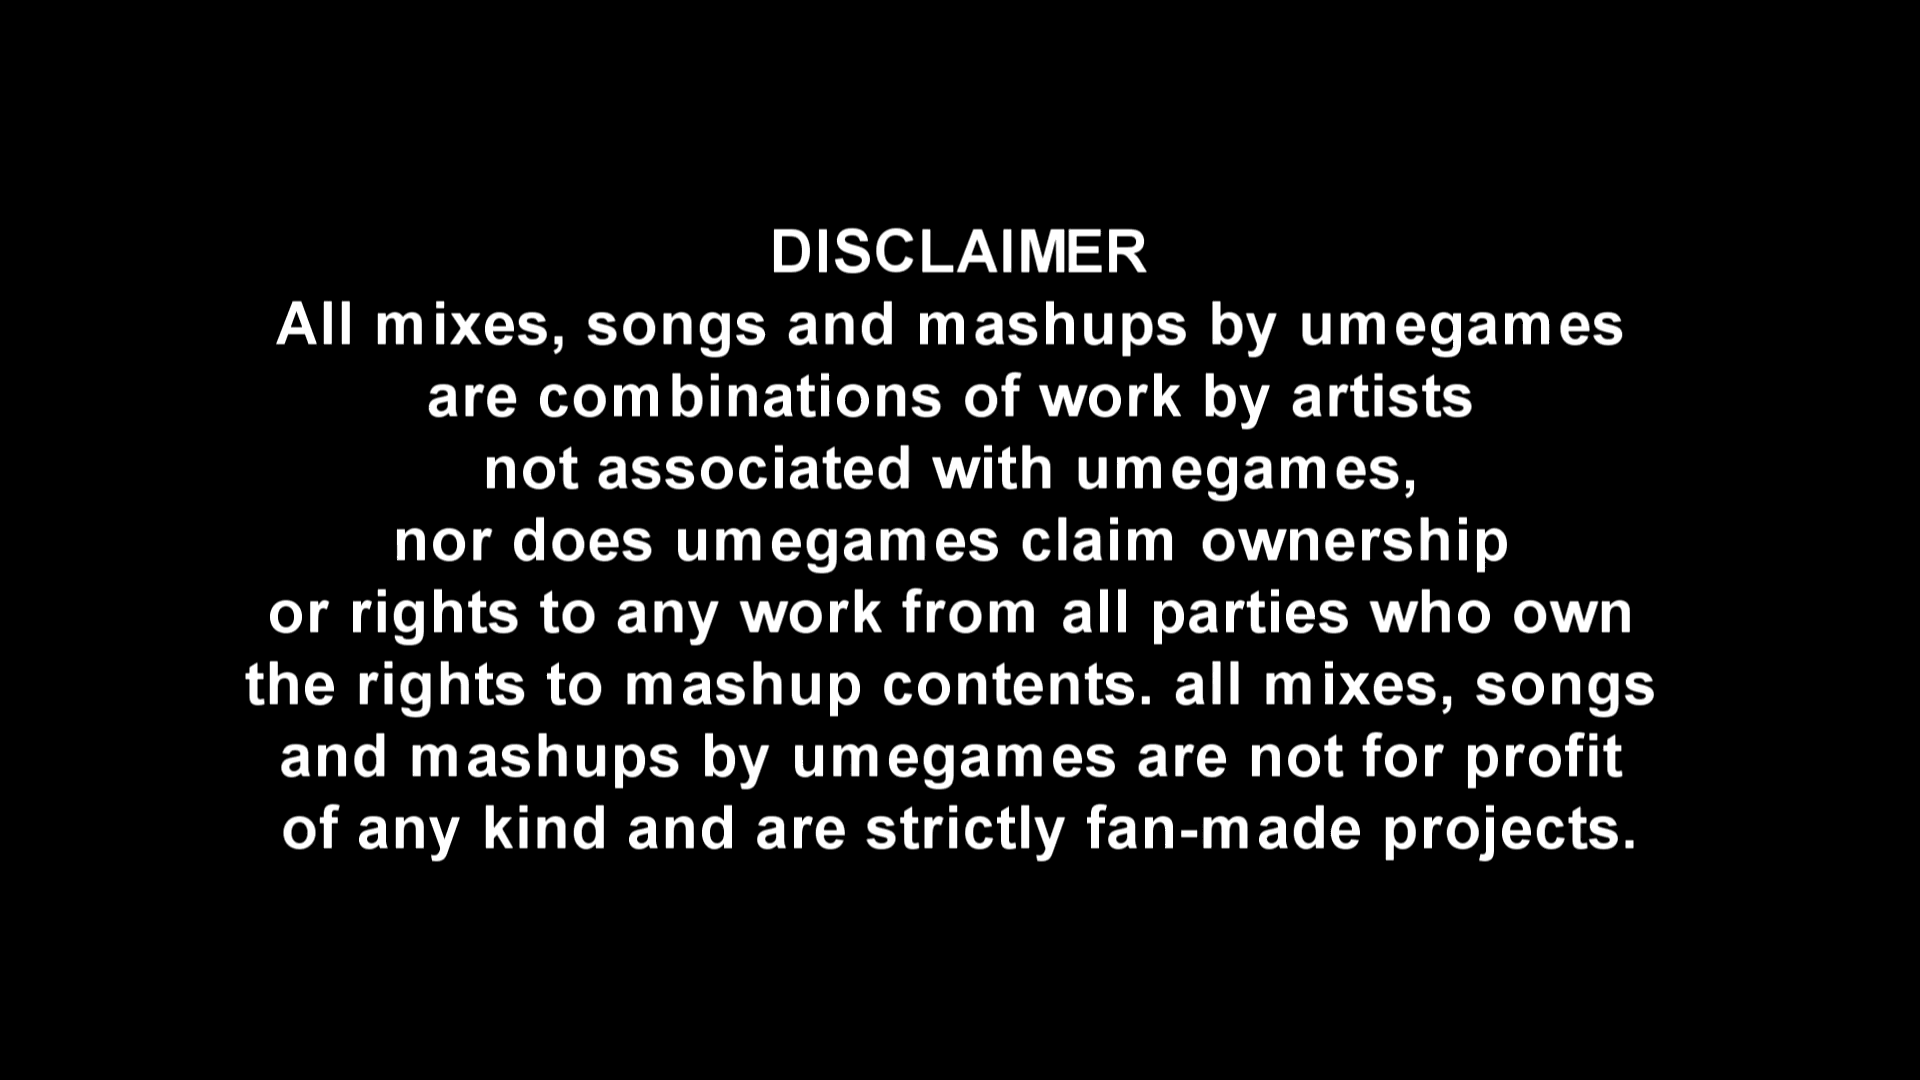 DISCLAIMER
All mixes, songs and mashups by umegames
are combinations of work by artists
not associated with umegames,
nor does umegames claim ownership
or rights to any work from all parties who own
the rights to mashup contents. all mixes, songs
and mashups by umegames are not for profit
of any kind and are strictly fan-made projects.